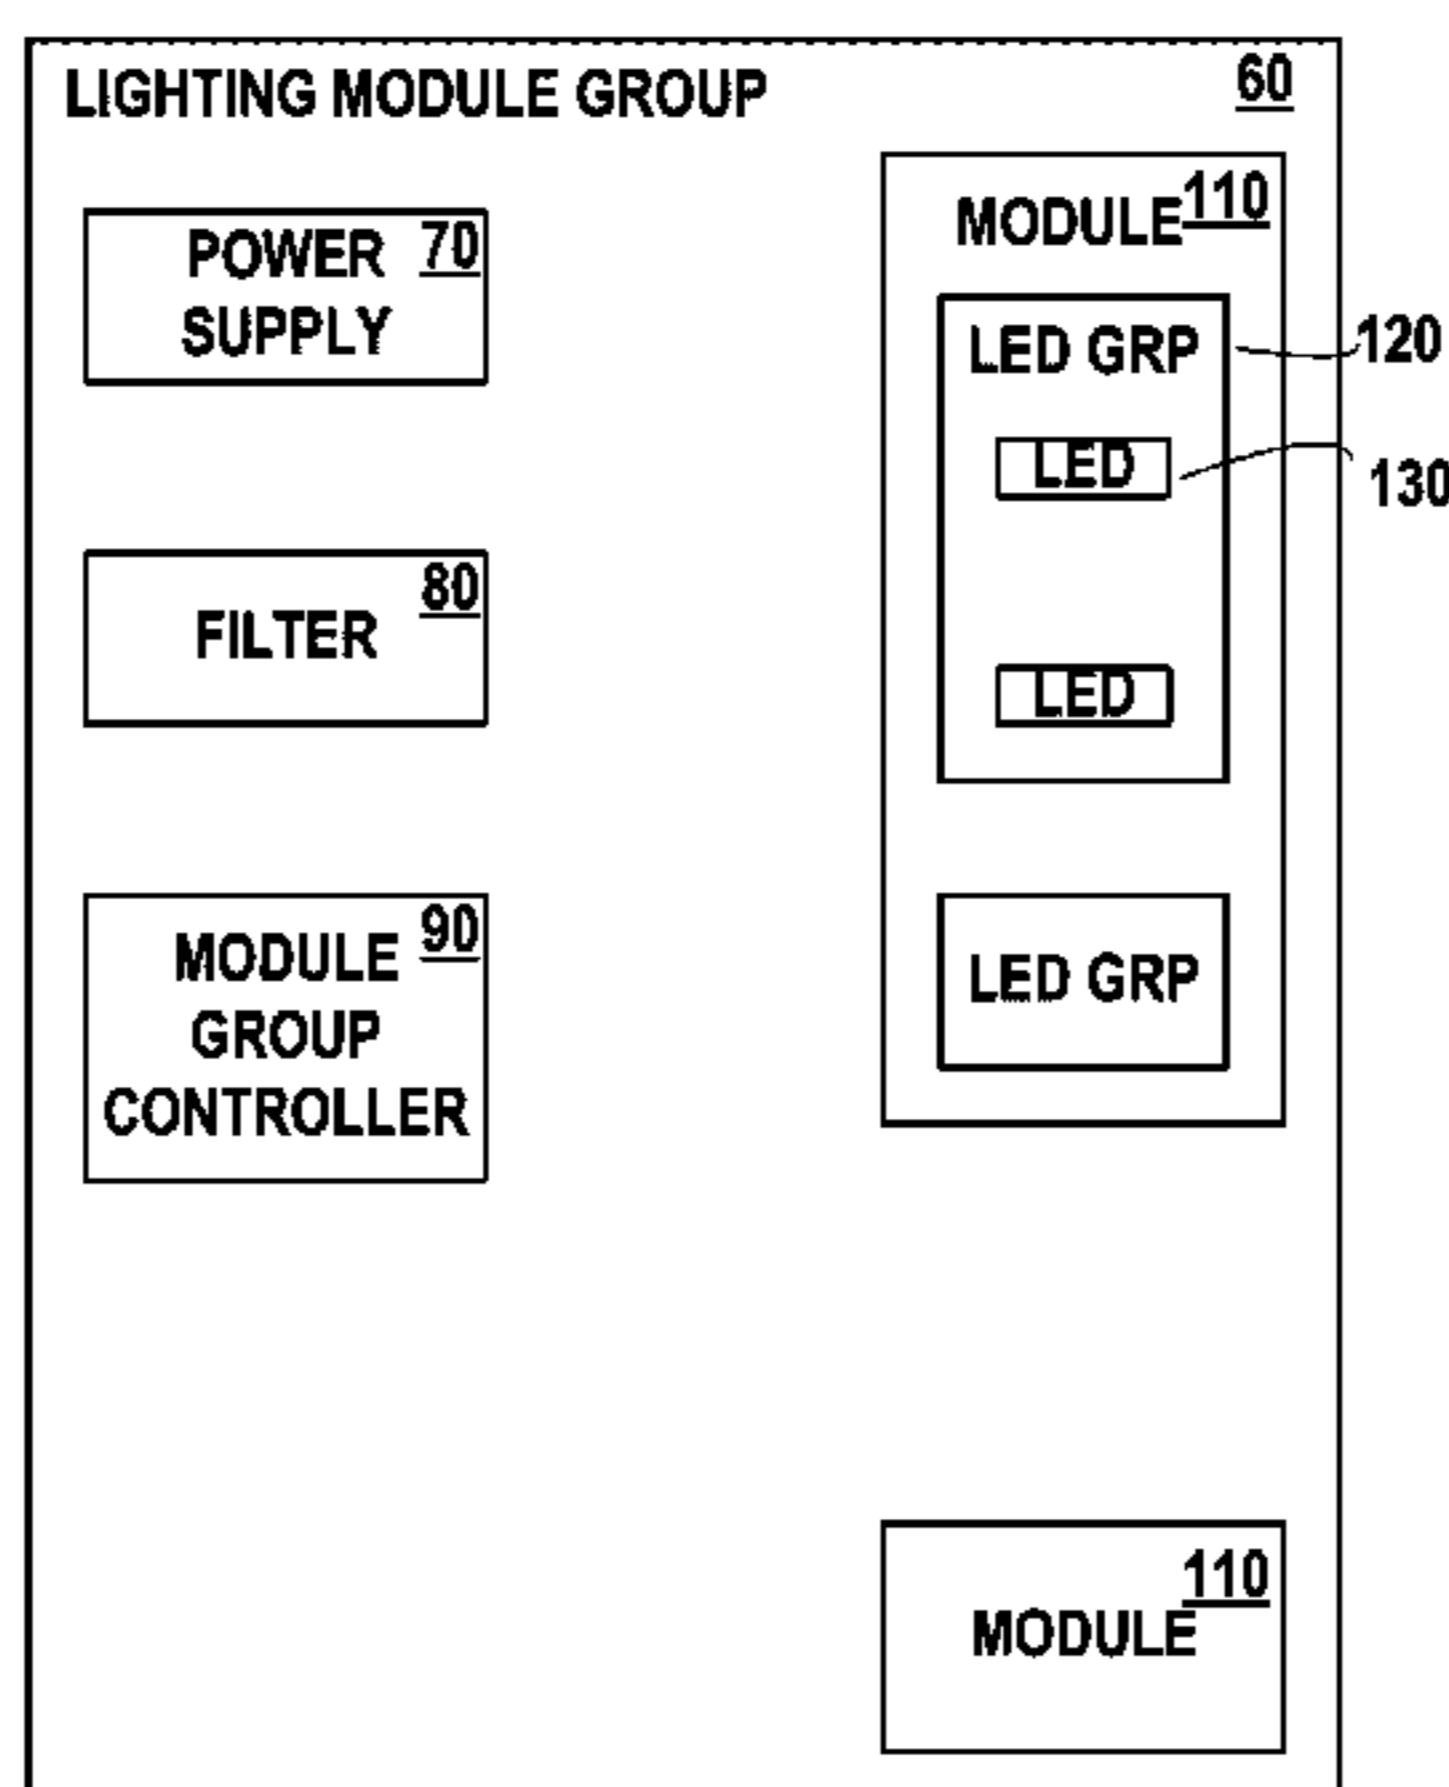 LIGHTING MODULE GROUP 60
POWER 70
SUPPLY
FILTER 80
MODULE 90
GROUP
CONTROLLER
MODULE 110
LED GRP 120
LED 130
LED
LED GRP
MODULE 110